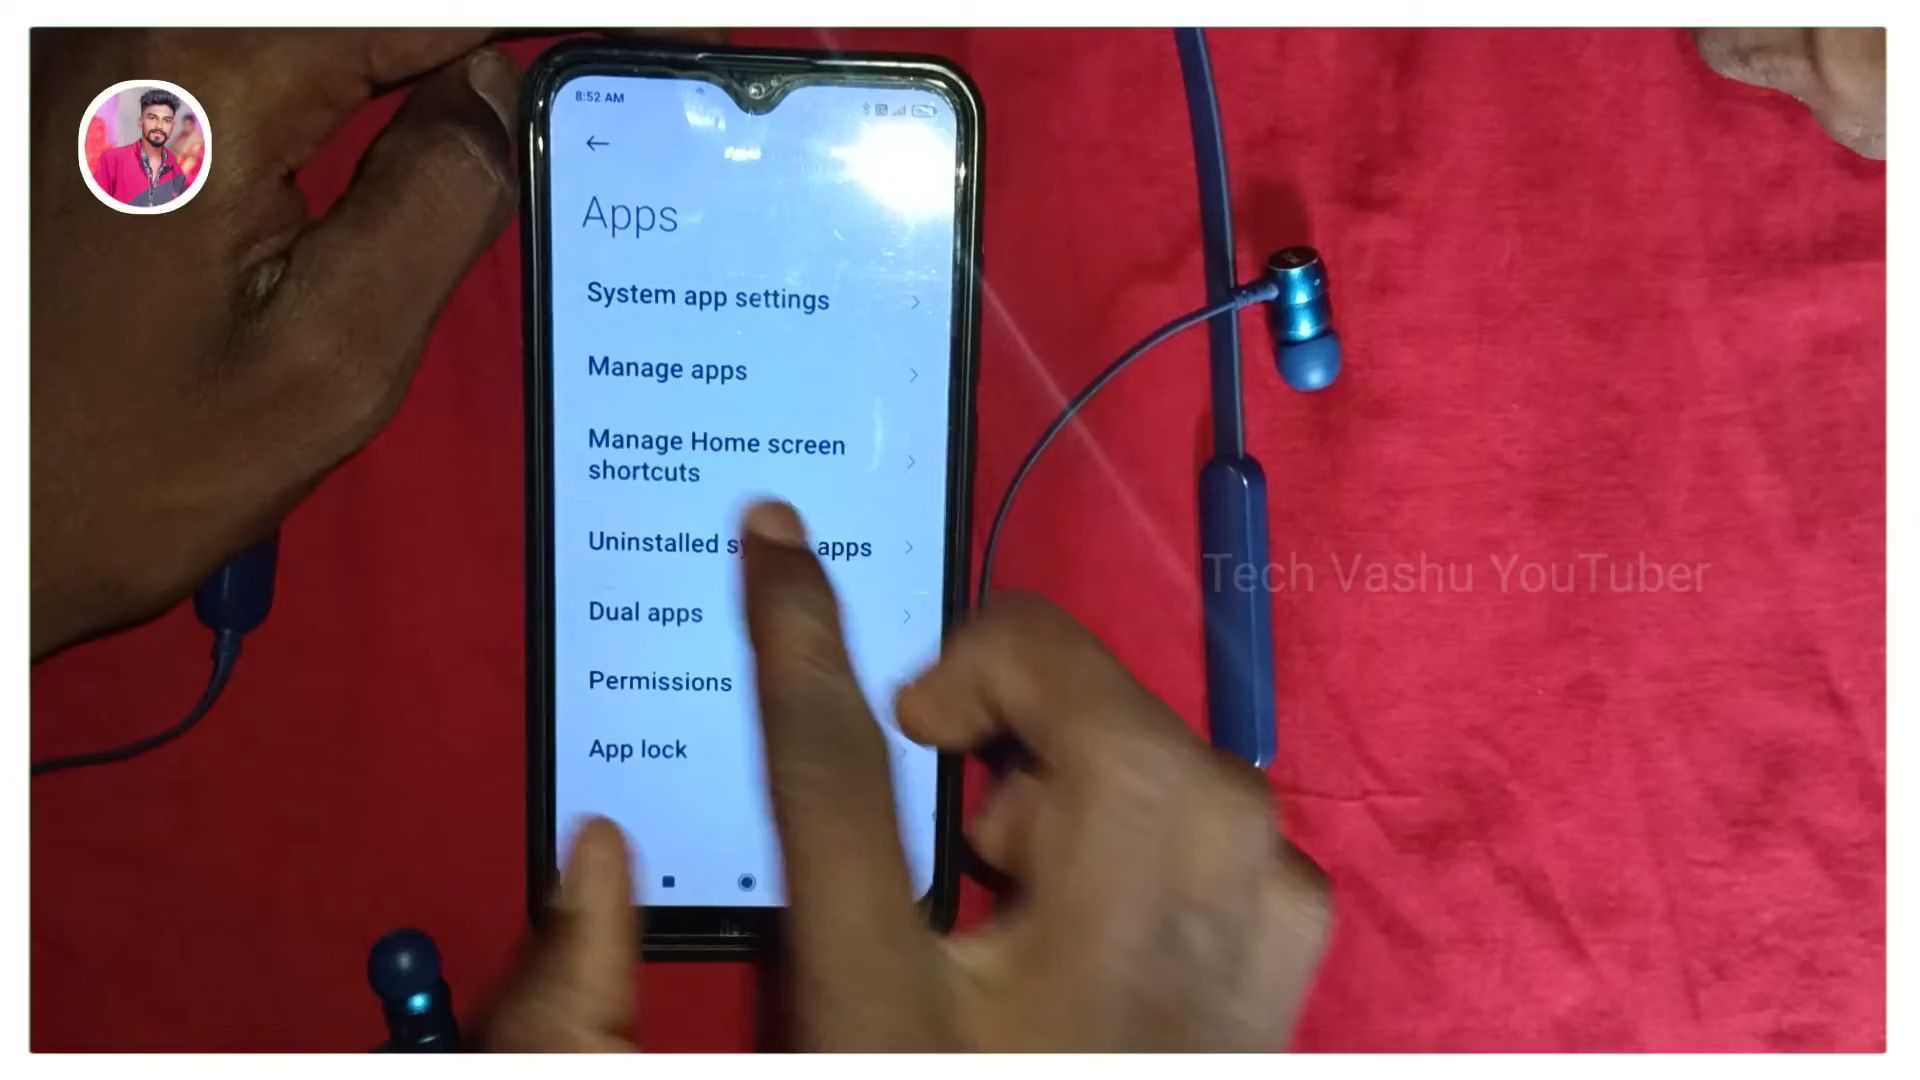 8:52 AM
Apps
System app settings
Manage apps
Manage Home screen
shortcuts
Uninstalled apps
Dual apps
Permissions
App lock
Tech Vashu YouTuber